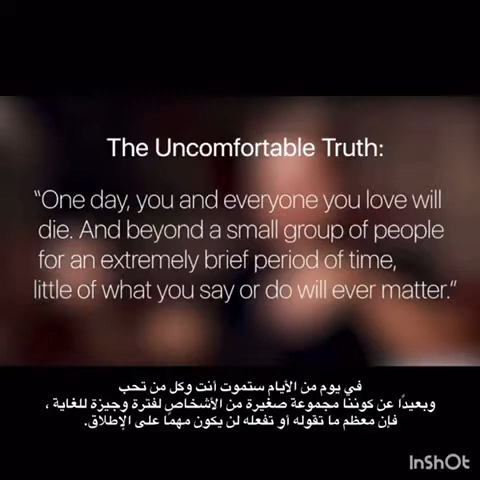 The Uncomfortable Truth:
“One day, you and everyone you love will
die. And beyond a small group of people
for an extremely brief period of time,
little of what you say or do will ever matter.“
في يوم من الأيام ستموت أنت وكل من تحب
وبعيدًا عن كوننا مجموعة صغيرة من الأشخاص لفترة وجيزة للغاية ،
فإن معظم ما تقوله أو تفعله لن يكون مهمًا على الإطلاق.
InShOt